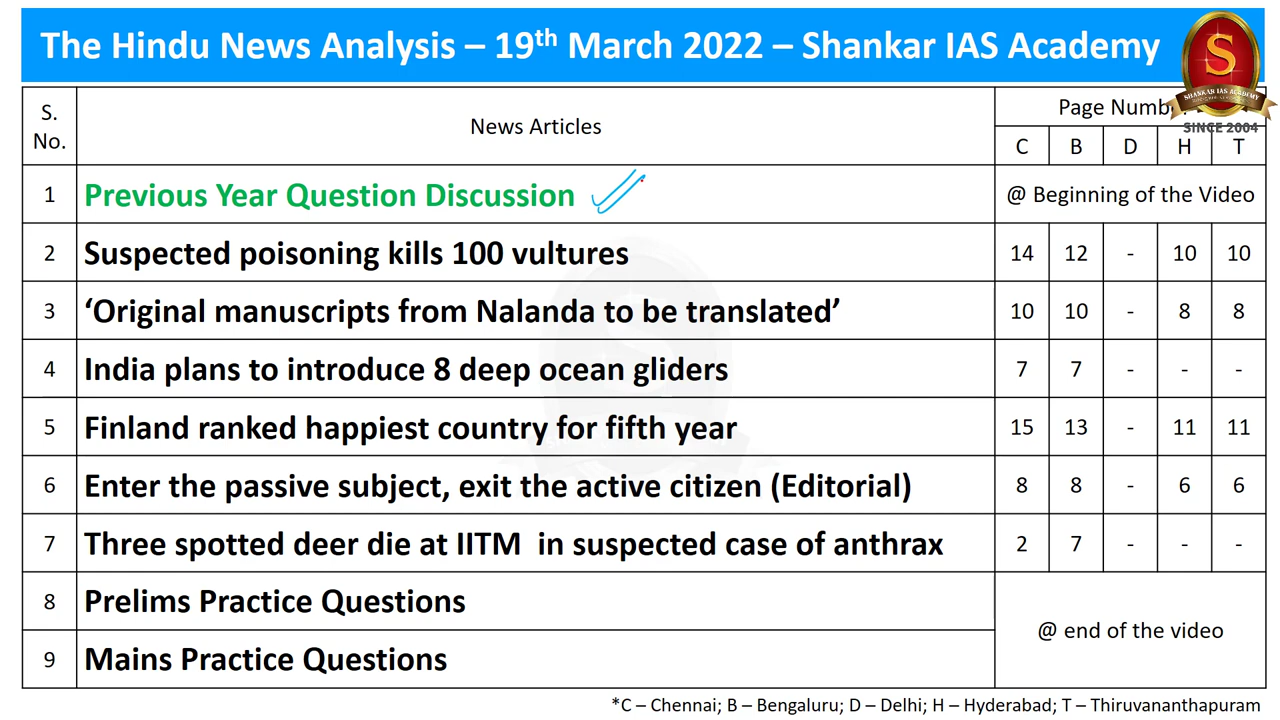 The Hindu News Analysis – 19th March 2022 – Shankar IAS Academy
S
SHANKAR IAS ACADEMY
SINCE 2004
S. No. News Articles Page
C B D H T
1 Previous Year Question Discussion @ Beginning of the Video
2 Suspected poisoning kills 100 vultures 14 12 - 10 10
3 ‘Original manuscripts from Nalanda to be translated’ 10 10 - 8 8
4 India plans to introduce 8 deep ocean gliders 7 7 - - -
5 Finland ranked happiest country for fifth year 15 13 - 11 11
6 Enter the passive subject, exit the active citizen (Editorial) 8 8 - 6 6
7 Three spotted deer die at IITM in suspected case of anthrax 2 7 - - -
8 Prelims Practice Questions @ end of the video
9 Mains Practice Questions
*C – Chennai; B – Bengaluru; D – Delhi; H – Hyderabad; T – Thiruvananthapuram